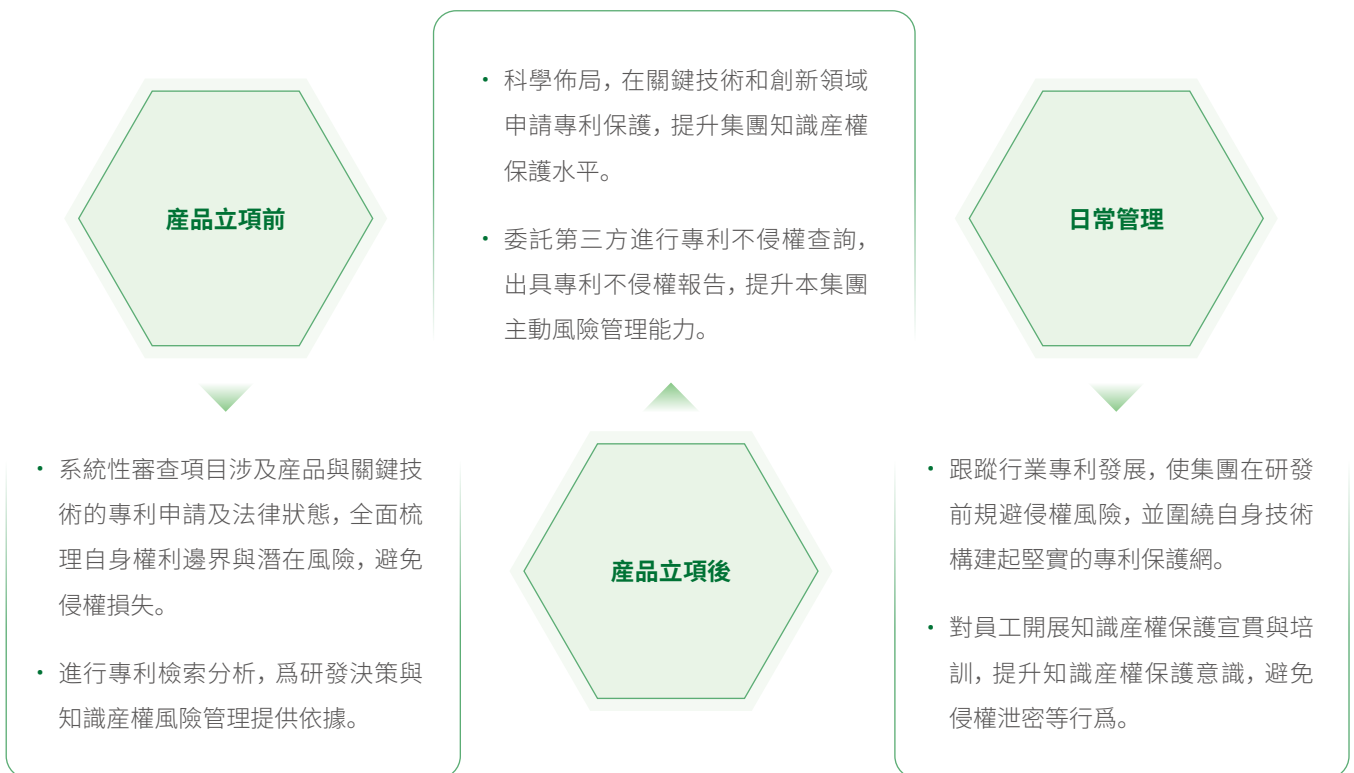 産品立項前
・系統性審查項目涉及産品與關鍵技
術的專利申請及法律狀態，全面梳
理自身權利邊界與潛在風險，避免
侵權損失。
・進行專利檢索分析，爲研發決策與
知識産權風險管理提供依據。
・科學佈局，在關鍵技術和創新領域
申請專利保護，提升集團知識産權
保護水平。
・委託第三方進行專利不侵權查詢，
出具專利不侵權報告，提升本集團
主動風險管理能力。
産品立項後
日常管理
・跟蹤行業專利發展，使集團在研發
前規避侵權風險，並圍繞自身技術
構建起堅實的專利保護網。
・對員工開展知識産權保護宣貫與培
訓，提升知識産權保護意識，避免
侵權泄密等行爲。